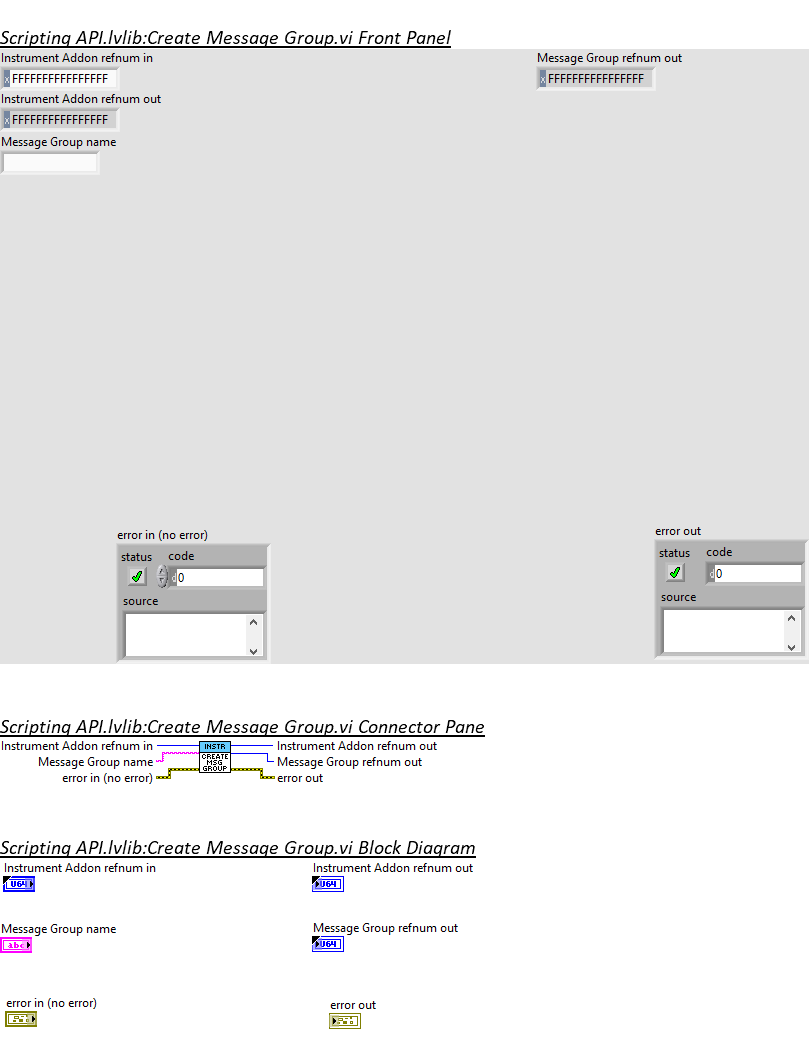 Scripting API.lvlib:Create Message Group.vi Front Panel
Instrument Addon refnum in
x FFFFFFFFFFFFFFFF
Instrument Addon refnum out
x FFFFFFFFFFFFFFFF
Message Group name
Message Group refnum out
x FFFFFFFFFFFFFFFF
error in (no error)
status code
d 0
source
error out
status code
d 0
source
Scripting API.lvlib:Create Message Group.vi Connector Pane
Instrument Addon refnum in
Message Group name
error in (no error)
INSTR
CREATE
MSG
GROUP
Instrument Addon refnum out
Message Group refnum out
error out
Scripting API.lvlib:Create Message Group.vi Block Diagram
Instrument Addon refnum in
U64
Instrument Addon refnum out
U64
Message Group name
abc
Message Group refnum out
U64
error in (no error)
error out